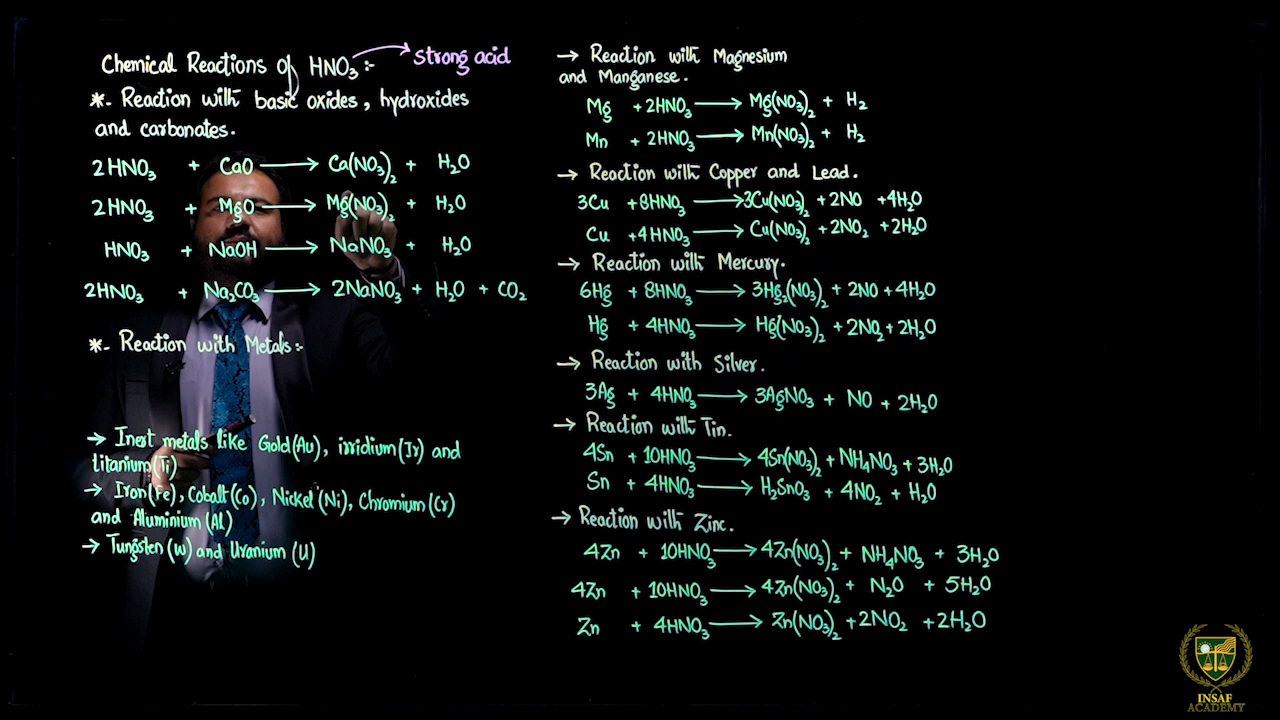 Chemical Reactions of HNO₃ :- → Strong acid
*- Reaction with basic oxides, hydroxides
and carbonates.
2HNO₃ + CaO ⟶ Ca(NO₃)₂ + H₂O
2HNO₃ + MgO ⟶ Mg(NO₃)₂ + H₂O
HNO₃ + NaOH ⟶ NaNO₃ + H₂O
2HNO₃ + Na₂CO₃ ⟶ 2NaNO₃ + H₂O + CO₂
*- Reaction with Metals :-
→ Inert metals like Gold(Au), irridium(Ir) and
titanium(Ti)
→ Iron(Fe), Cobalt(Co), Nickel(Ni), Chromium(Cr)
and Aluminium(Al)
→ Tungsten(W) and Uranium (U)
→ Reaction with Magnesium
and Manganese.
Mg + 2HNO₃ ⟶ Mg(NO₃)₂ + H₂
Mn + 2HNO₃ ⟶ Mn(NO₃)₂ + H₂
→ Reaction with Copper and Lead.
3Cu + 8HNO₃ ⟶ 3Cu(NO₃)₂ + 2NO + 4H₂O
Cu + 4HNO₃ ⟶ Cu(NO₃)₂ + 2NO₂ + 2H₂O
→ Reaction with Mercury.
6Hg + 8HNO₃ ⟶ 3Hg₂(NO₃)₂ + 2NO + 4H₂O
Hg + 4HNO₃ ⟶ Hg(NO₃)₂ + 2NO₂ + 2H₂O
→ Reaction with Silver.
3Ag + 4HNO₃ ⟶ 3AgNO₃ + NO + 2H₂O
→ Reaction with Tin.
4Sn + 10HNO₃ ⟶ 4Sn(NO₃)₂ + NH₄NO₃ + 3H₂O
Sn + 4HNO₃ ⟶ H₂SnO₃ + 4NO₂ + H₂O
→ Reaction with Zinc.
4Zn + 10HNO₃ ⟶ 4Zn(NO₃)₂ + NH₄NO₃ + 3H₂O
4Zn + 10HNO₃ ⟶ 4Zn(NO₃)₂ + N₂O + 5H₂O
Zn + 4HNO₃ ⟶ Zn(NO₃)₂ + 2NO₂ + 2H₂O
INSAF
ACADEMY